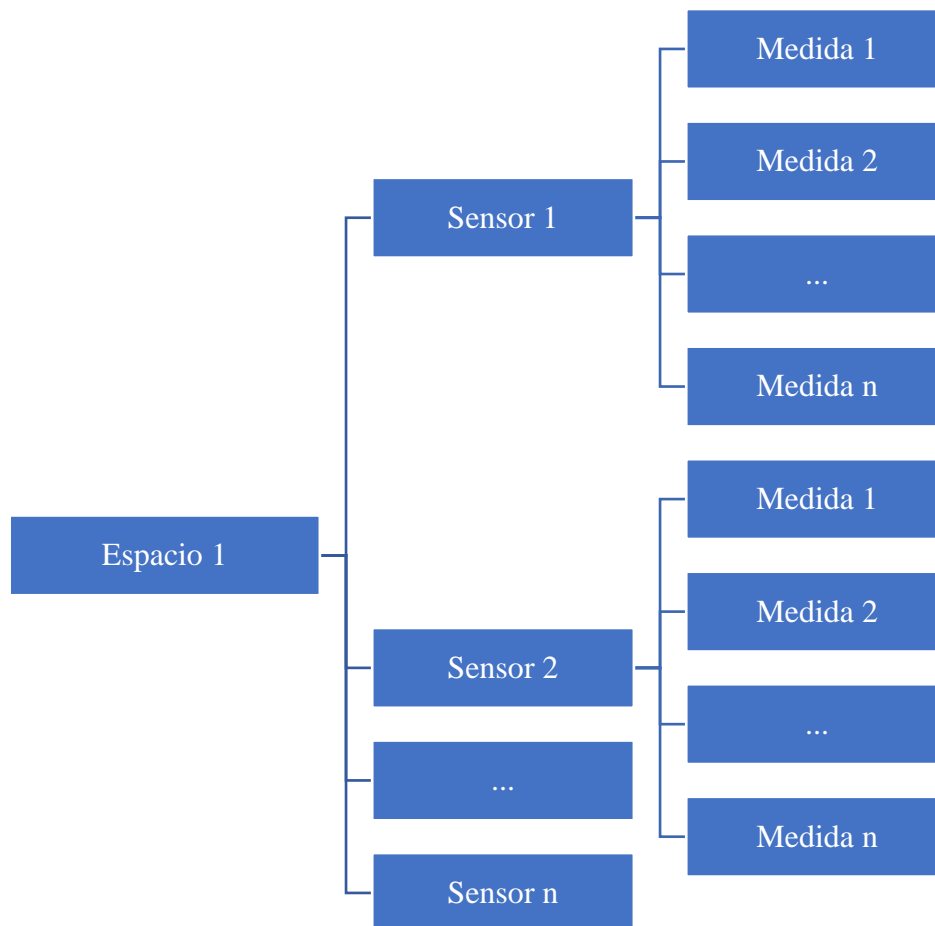 Espacio 1
Sensor 1
Medida 1
Medida 2
...
Medida n
Sensor 2
Medida 1
Medida 2
...
Medida n
...
Sensor n